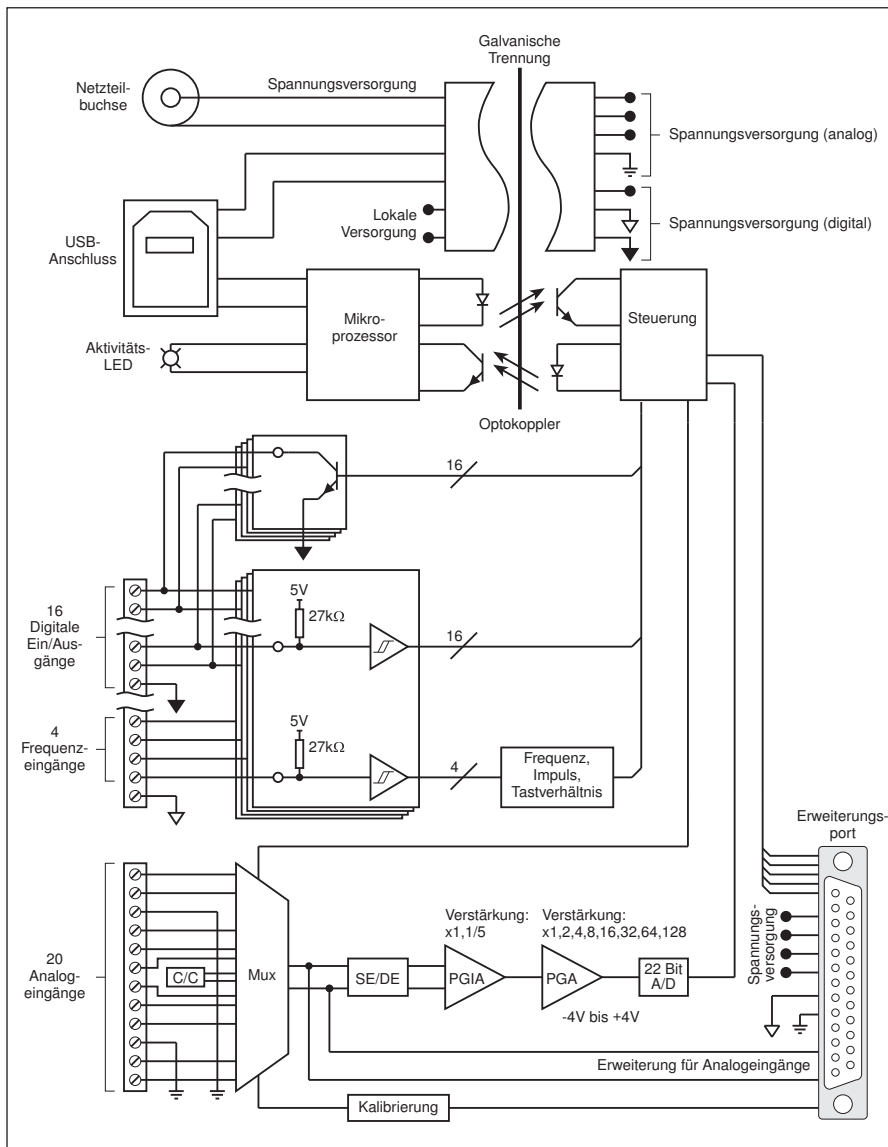 Galvanische
Trennung
Netzteil-
buchse
Spannungsversorgung
Spannungsversorgung (analog)
Lokale
Versorgung
Spannungsversorgung (digital)
USB-
Anschluss
Mikro-
prozessor
Steuerung
Aktivitäts-
LED
Optokoppler
16
16
Digitale
Ein/Aus-
gänge
5V
27kΩ
16
4
Frequenz-
eingänge
5V
27kΩ
4
Frequenz,
Impuls,
Tastverhältnis
Erweiterungs-
port
20
Analog-
eingänge
C/C
Mux
SE/DE
Verstärkung:
x1,1/5
PGIA
Verstärkung:
x1,2,4,8,16,32,64,128
PGA
-4V bis +4V
22 Bit
A/D
Spannungs-
versorgung
Erweiterung für Analogeingänge
Kalibrierung